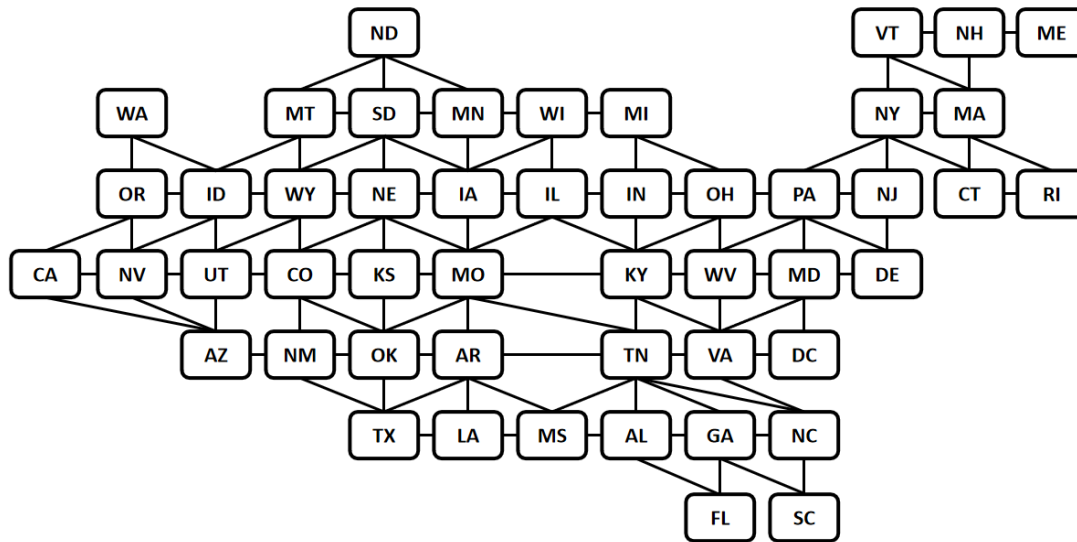 ND VT NH ME
WA MT SD MN WI MI NY MA
OR ID WY NE IA IL IN OH PA NJ CT RI
CA NV UT CO KS MO KY WV MD DE
AZ NM OK AR TN VA DC
TX LA MS AL GA NC
FL SC